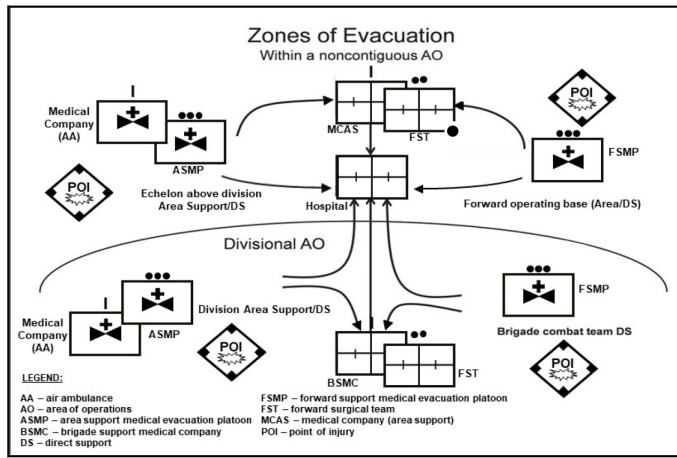 Zones of Evacuation
Within a noncontiguous AO
Medical
Company
(AA)
ASMP
POI
Echelon above division
Area Support/DS
MCAS
FST
Hospital
POI
FSMP
Forward operating base (Area/DS)
Divisional AO
Medical
Company
(AA)
ASMP
Division Area Support/DS
POI
BSMC
FST
FSMP
Brigade combat team DS
POI
LEGEND:
AA – air ambulance
AO – area of operations
ASMP – area support medical evacuation platoon
BSMC – brigade support medical company
DS – direct support
FSMP – forward support medical evacuation platoon
FST – forward surgical team
MCAS – medical company (area support)
POI – point of injury